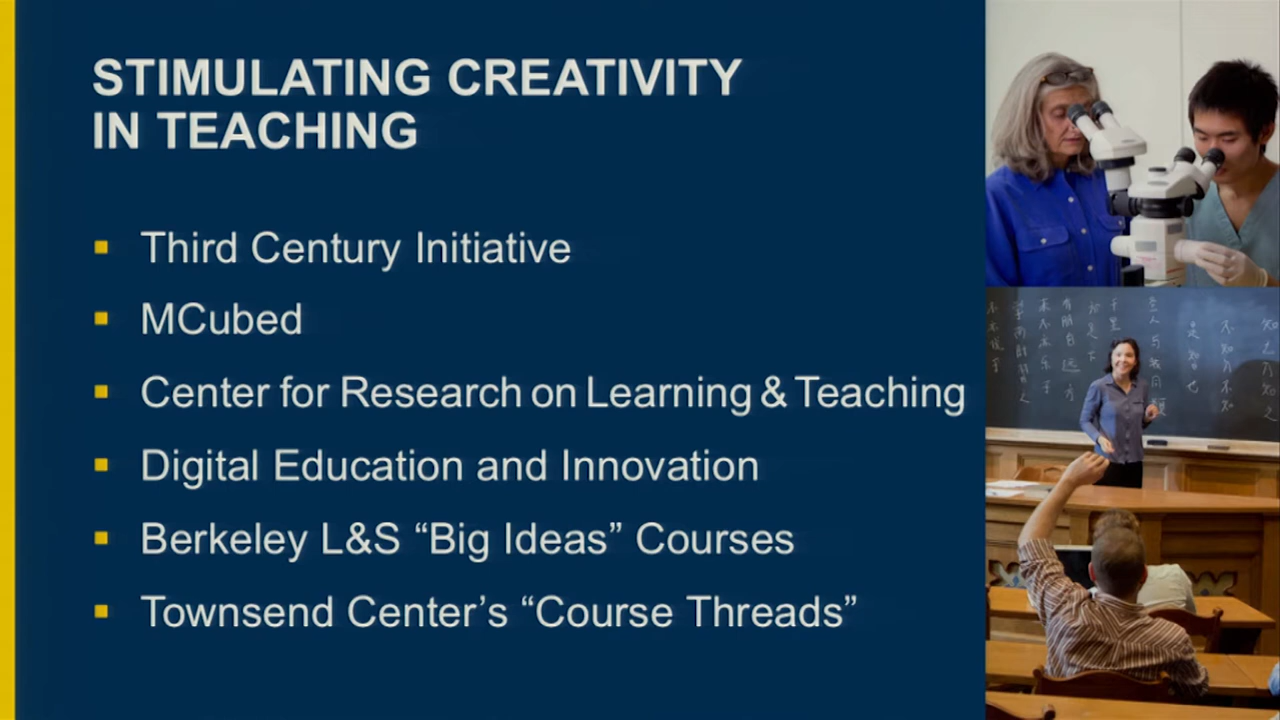 STIMULATING CREATIVITY
IN TEACHING
Third Century Initiative
MCubed
Center for Research on Learning & Teaching
Digital Education and Innovation
Berkeley L&S “Big Ideas” Courses
Townsend Center’s “Course Threads”